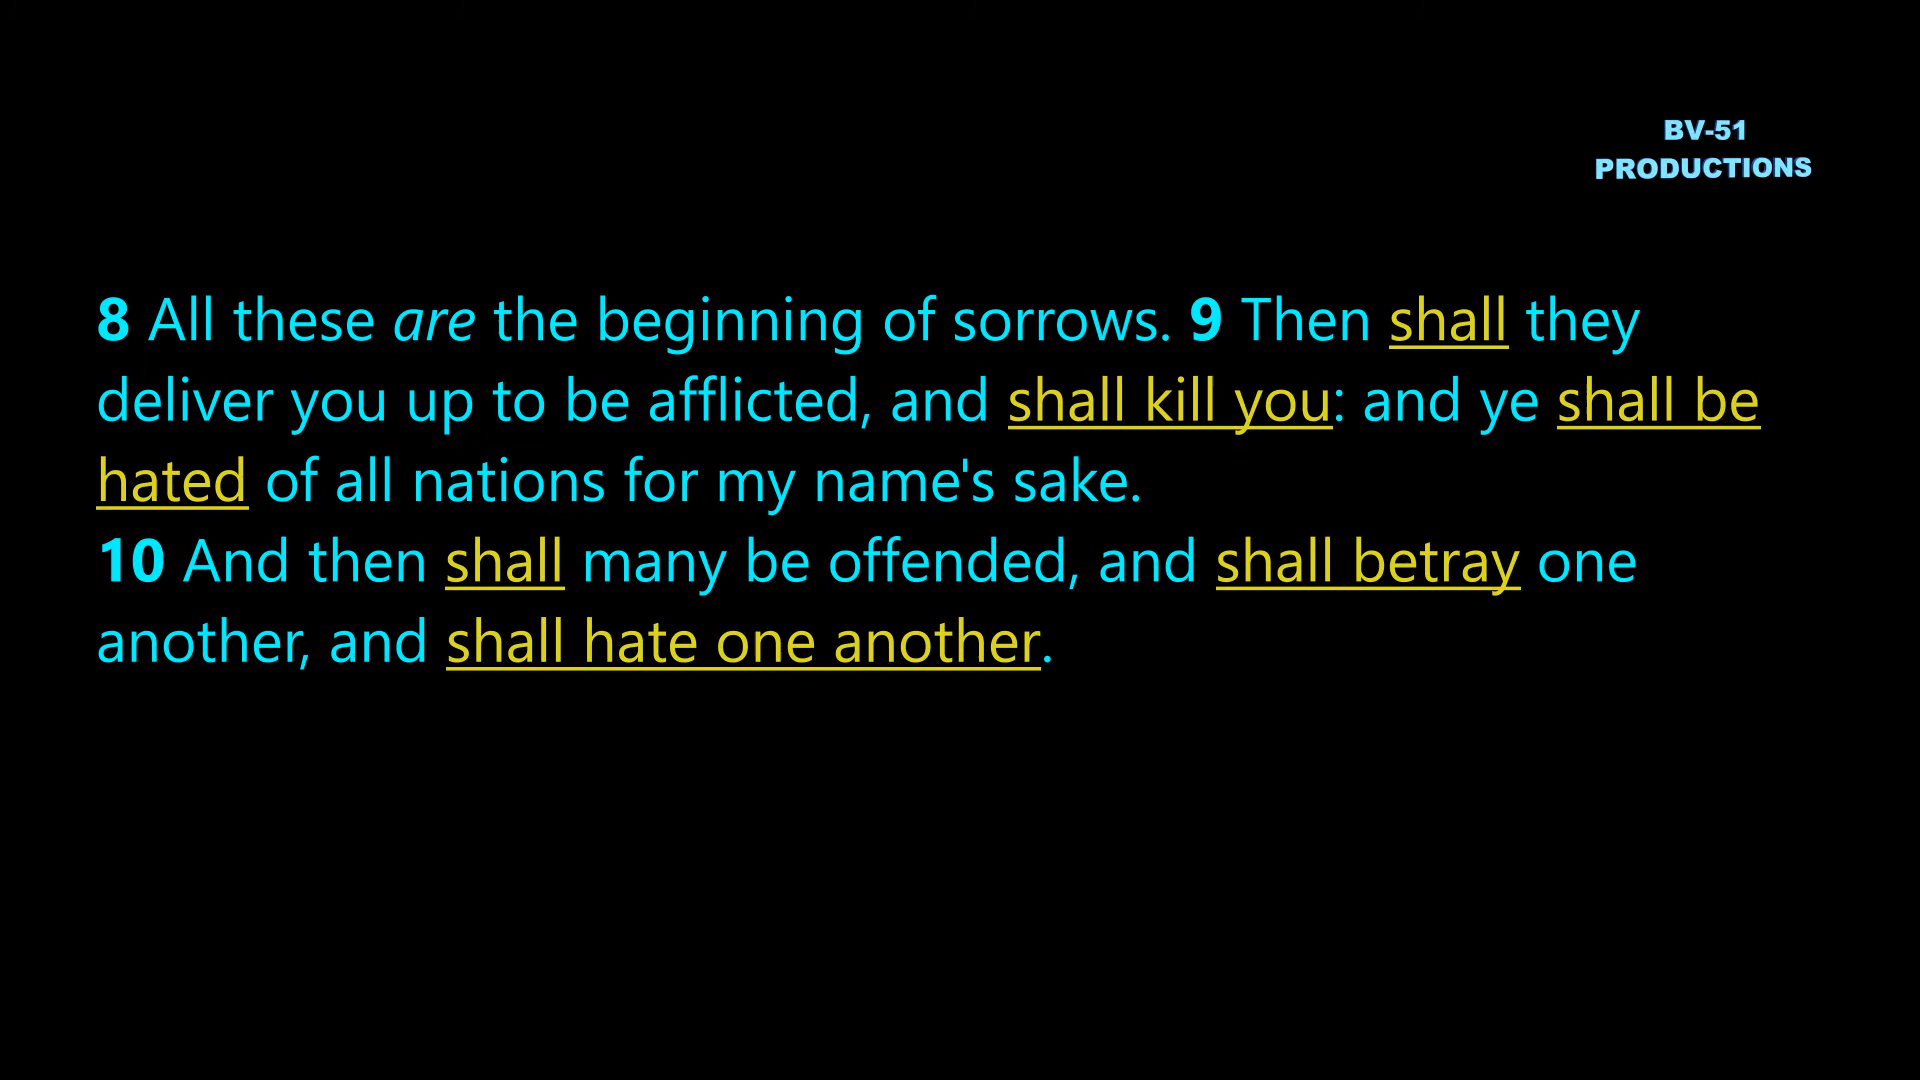 BV-51
PRODUCTIONS
8 All these are the beginning of sorrows. 9 Then shall they
deliver you up to be afflicted, and shall kill you: and ye shall be
hated of all nations for my name's sake.
10 And then shall many be offended, and shall betray one
another, and shall hate one another.